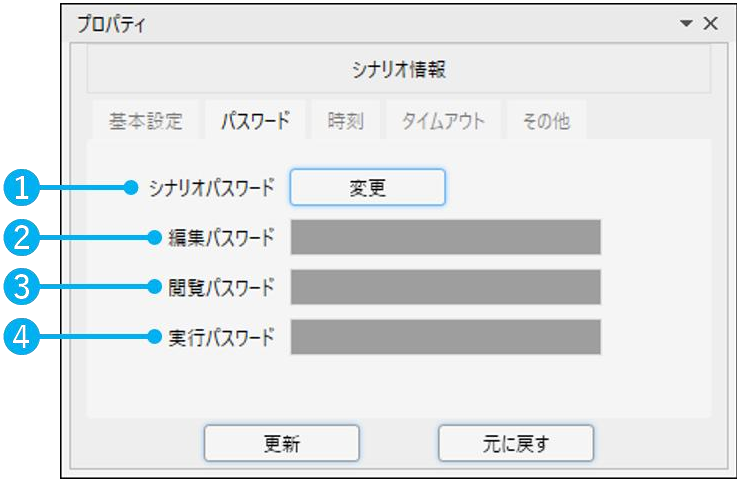 プロパティ
シナリオ情報
基本設定 パスワード 時刻 タイムアウト その他
1 シナリオパスワード 変更
2 編集パスワード
3 閲覧パスワード
4 実行パスワード
更新 元に戻す